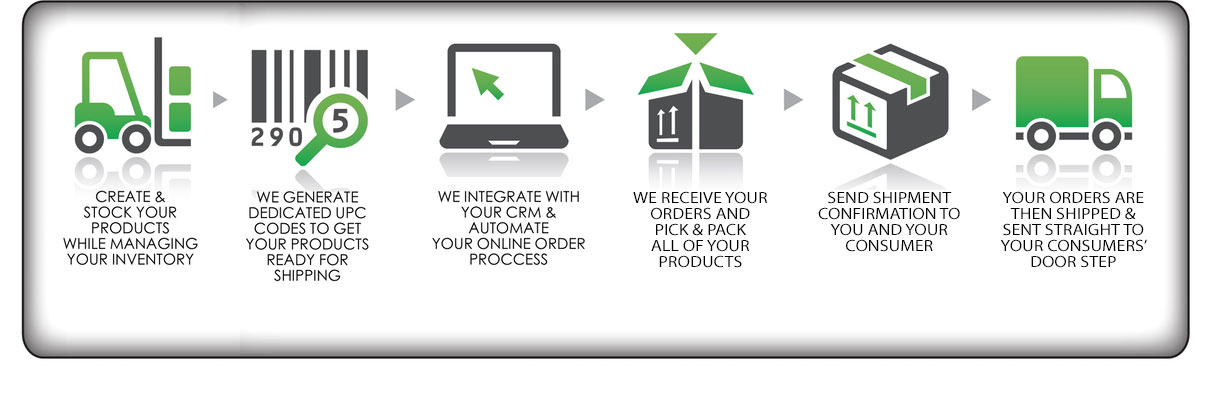 290
5
CREATE &
STOCK YOUR
PRODUCTS
WHILE MANAGING
YOUR INVENTORY
WE GENERATE
DEDICATED UPC
CODES TO GET
YOUR PRODUCTS
READY FOR
SHIPPING
WE INTEGRATE WITH
YOUR CRM &
AUTOMATE
YOUR ONLINE ORDER
PROCCESS
WE RECEIVE YOUR
ORDERS AND
PICK & PACK
ALL OF YOUR
PRODUCTS
SEND SHIPMENT
CONFIRMATION TO
YOU AND YOUR
CONSUMER
YOUR ORDERS ARE
THEN SHIPPED &
SENT STRAIGHT TO
YOUR CONSUMERS’
DOOR STEP